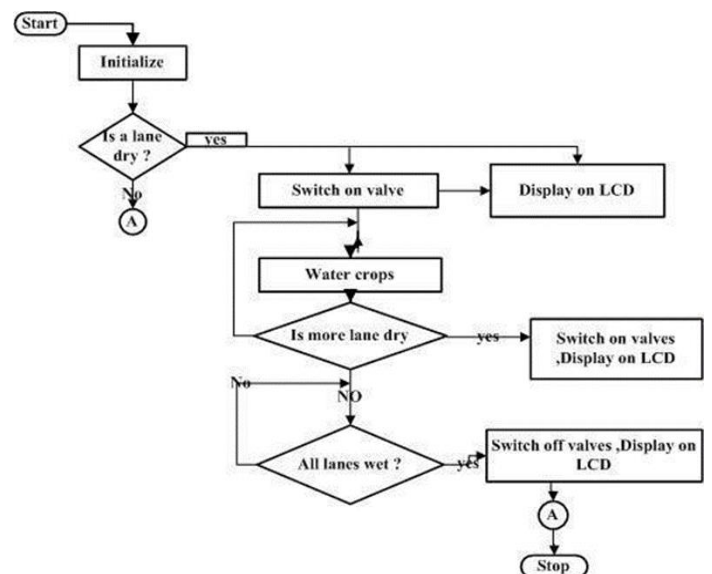 Start
Initialize
Is a lane
dry ?
yes
No
A
Switch on valve
Display on LCD
Water crops
Is more lane dry
yes
Switch on valves
,Display on LCD
No
NO
All lanes wet ?
yes
Switch off valves ,Display on
LCD
A
Stop